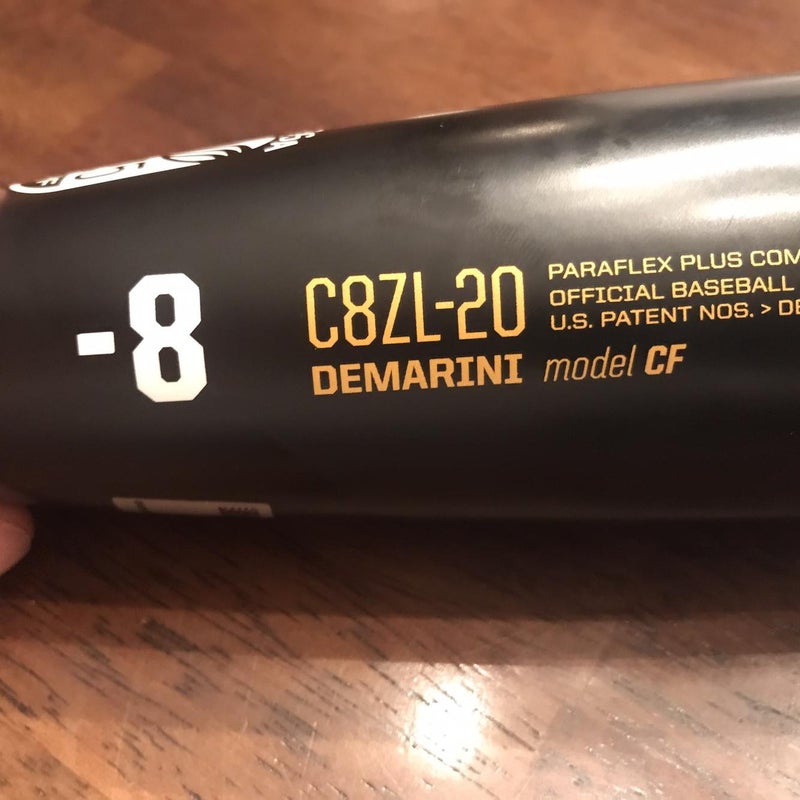 -8
C8ZL-20
DEMARINI
PARAFLEX PLUS COM
OFFICIAL BASEBALL
U.S. PATENT NOS. > DE
model CF